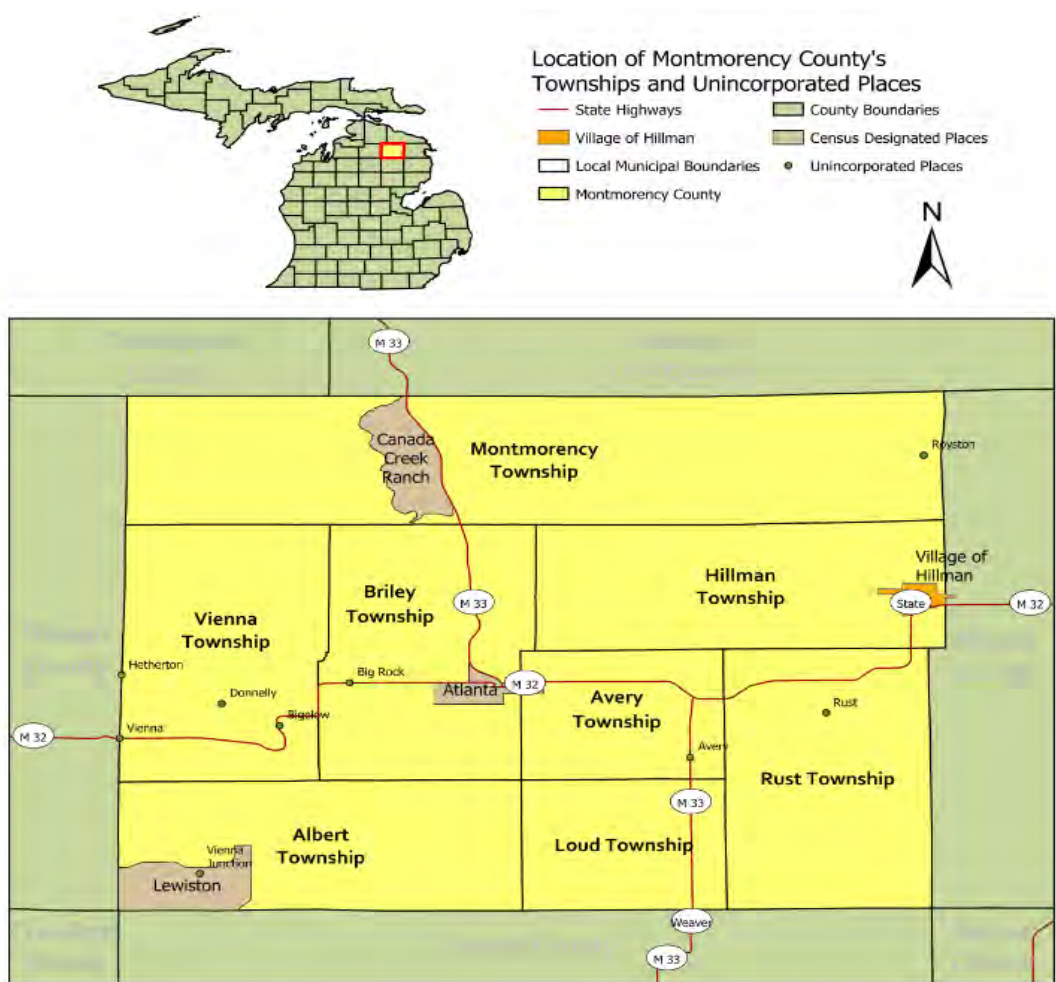 Location of Montmorency County's
Townships and Unincorporated Places
State Highways
County Boundaries
Village of Hillman
Census Designated Places
Local Municipal Boundaries
Unincorporated Places
Montmorency County
N
M 33
Canada
Creek
Ranch
Montmorency
Township
Royston
Village of
Hillman
Hillman
Township
Briley
Township
M 33
State
M 32
Vienna
Township
Hetherton
Big Rock
Atlanta
M 32
Donnelly
Bigelow
Avery
Township
Rust
M 32
Vienna
Avery
Rust Township
M 33
Albert
Township
Loud Township
Vienna
Junction
Lewiston
Weaver
M 33